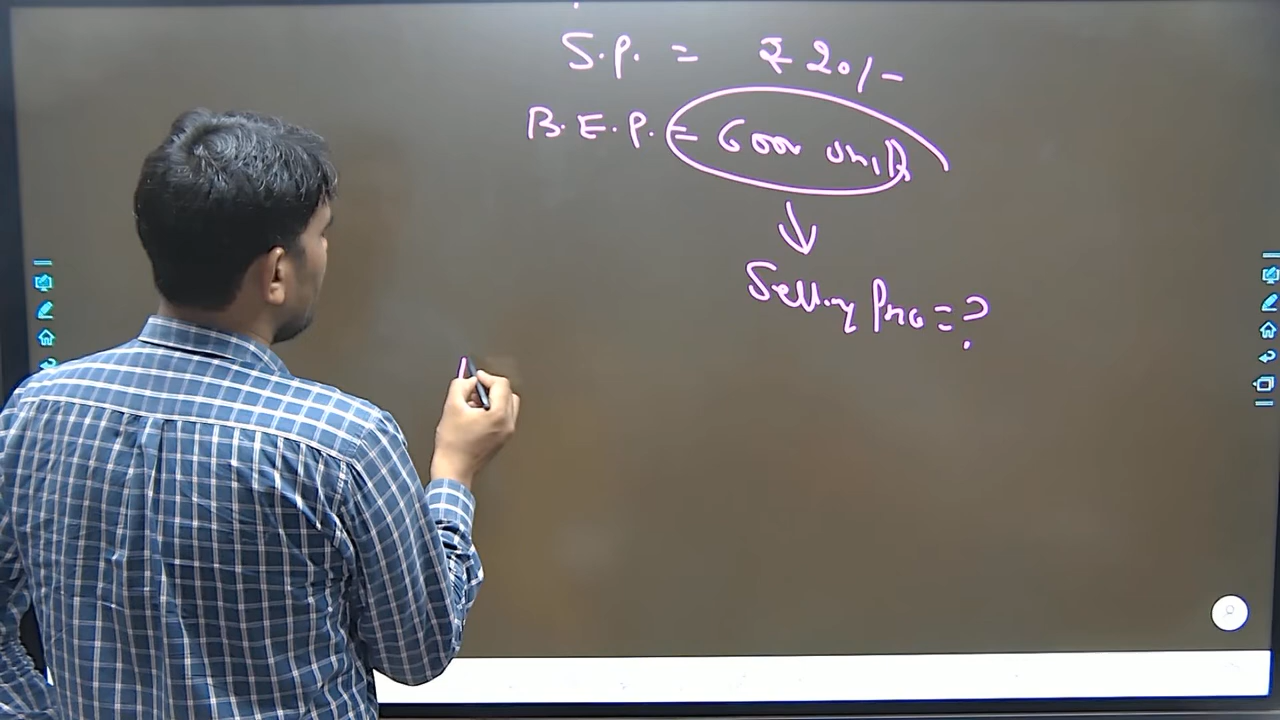 S.P. = ₹ 20/-
B.E.P. = 6000 units
↓
Selling Price = ?